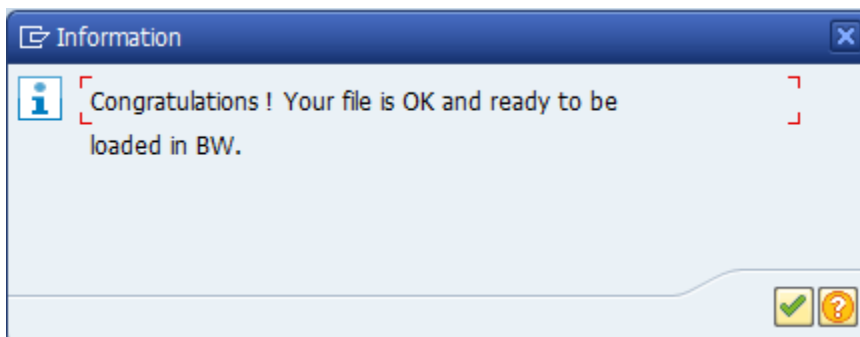 Information
Congratulations ! Your file is OK and ready to be
loaded in BW.